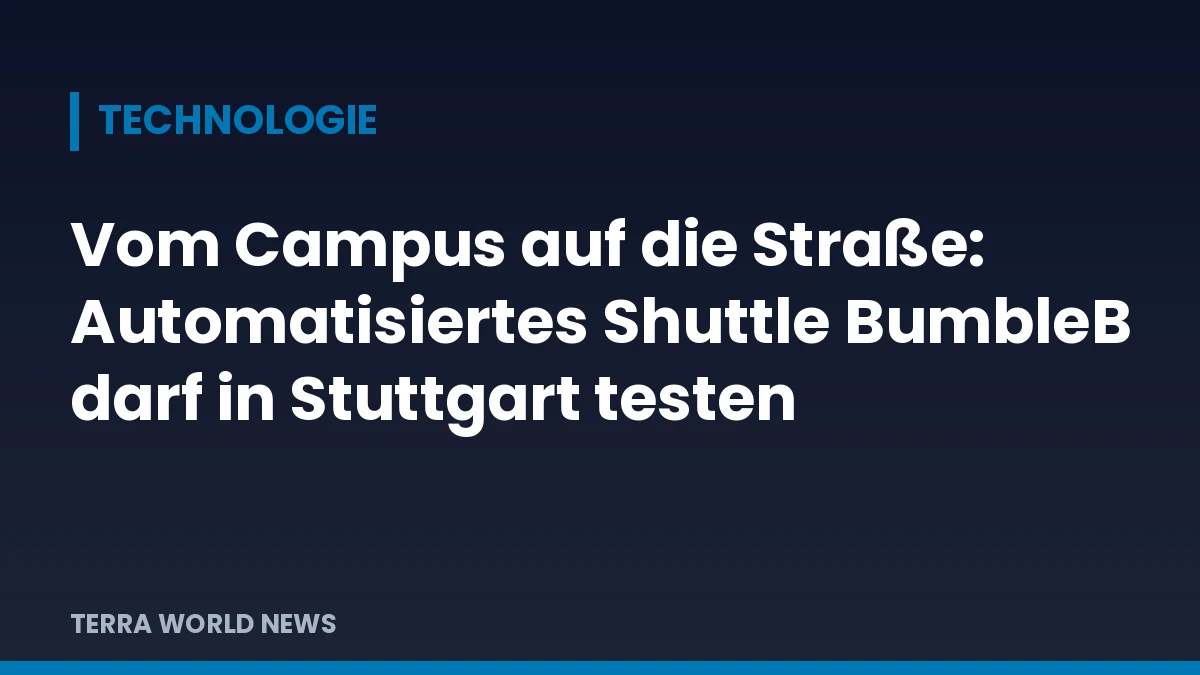 TECHNOLOGIE
Vom Campus auf die Straße:
Automatisiertes Shuttle BumbleB
darf in Stuttgart testen
TERRA WORLD NEWS